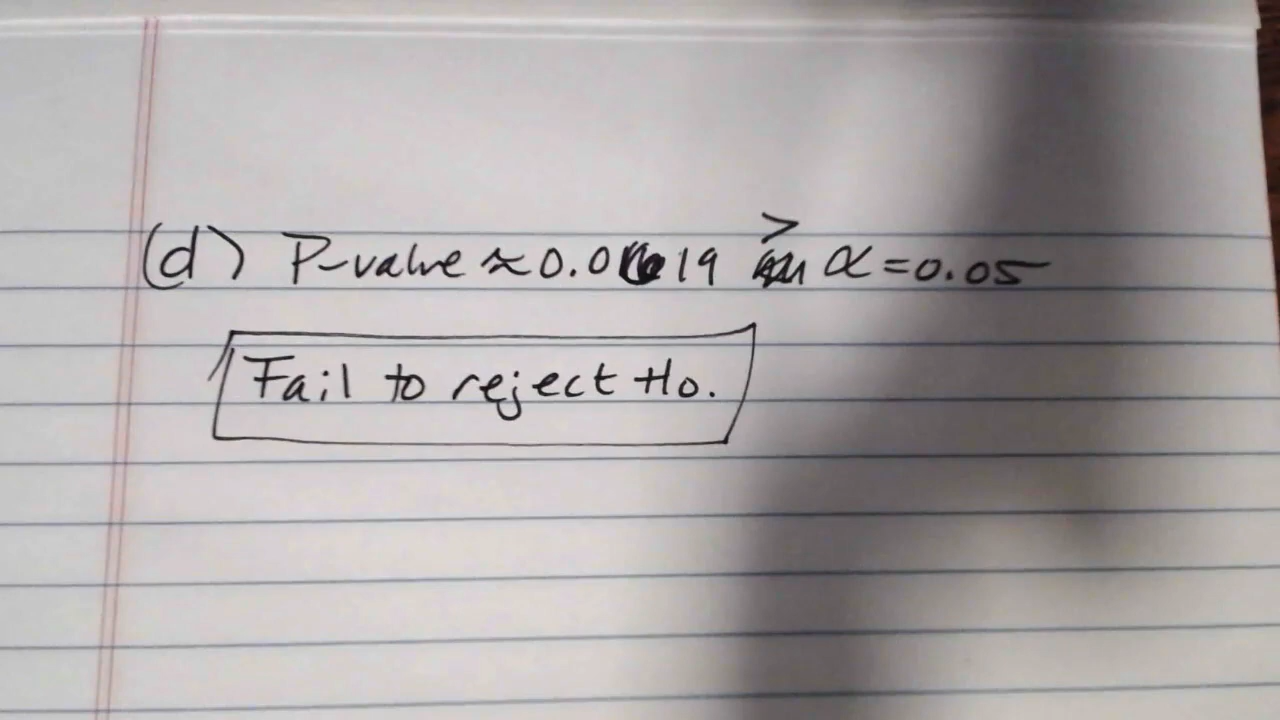 (d) P-value ≈ 0.0 19 > α = 0.05
Fail to reject Ho.